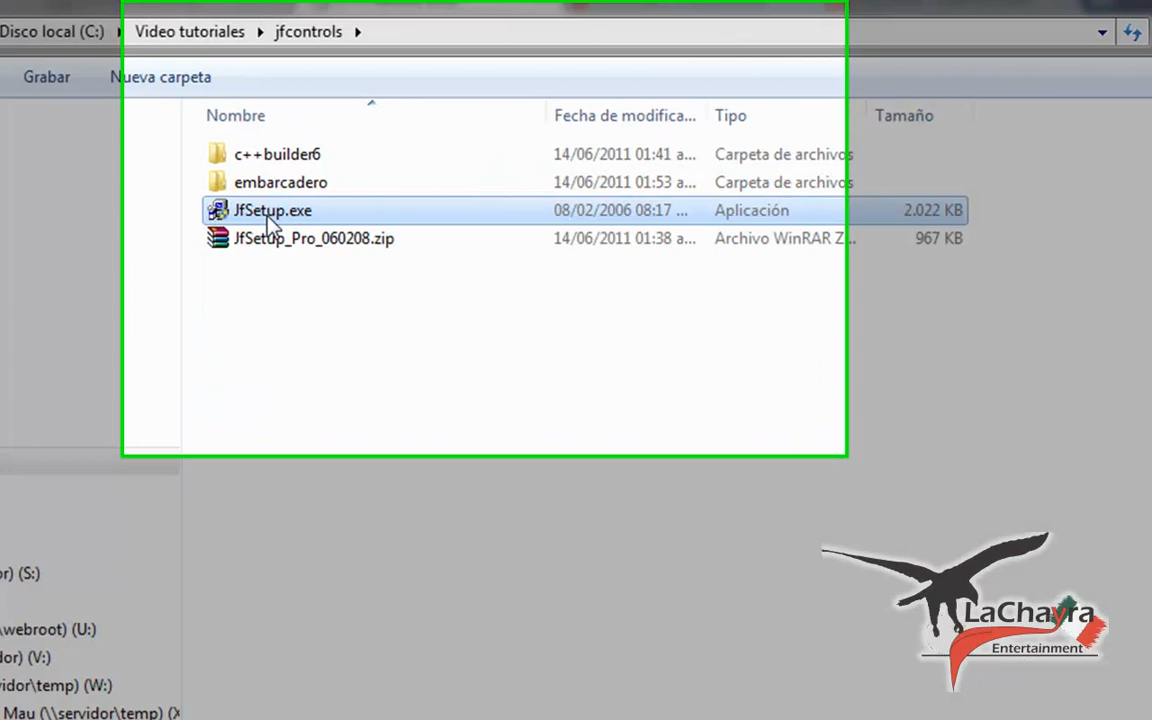 Disco local (C:) Video tutoriales jfcontrols
Grabar Nueva carpeta
Nombre Fecha de modifica... Tipo Tamaño
c++builder6 14/06/2011 01:41 a... Carpeta de archivos
embarcadero 14/06/2011 01:53 a... Carpeta de archivos
JfSetup.exe 08/02/2006 08:17 ... Aplicación 2.022 KB
JfSetup_Pro_060208.zip 14/06/2011 01:38 a... Archivo WinRAR Z... 967 KB
or) (S:)
\webroot) (U:)
dor) (V:)
vidor\temp) (W:)
Mau (\\servidor\temp) (X
LaChayra
Entertainment